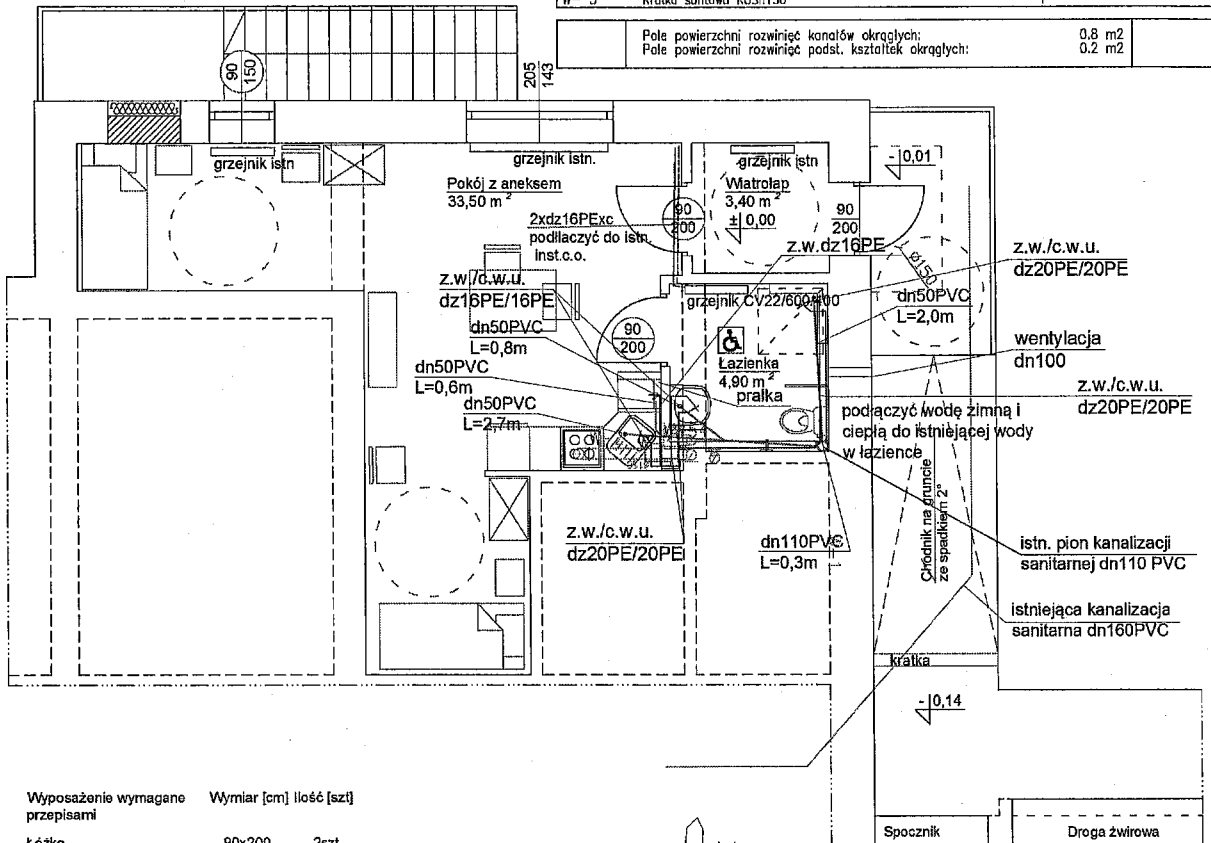 Kratka
Pole powierzchni rozwinięć kanałów okrągłych: 0.8 m2
Pole powierzchni rozwinięć podst. kształtek okrągłych: 0.2 m2
90
150
205
143
grzejnik istn
grzejnik istn.
grzejnik istn
-0,01
Pokój z aneksem
33,50 m²
Wiatrołap
3,40 m²
± 0,00
90
200
90
200
2xdz16PExc
podłłaczyć do istn.
inst.c.o.
z.w.dz16PE
z.w./c.w.u.
dz20PE/20PE
ø150
z.w./c.w.u.
dz16PE/16PE
grzejnik CV22/600/400
dn50PVC
L=2,0m
dn50PVC
L=0,8m
90
200
wentylacja
dn100
Łazienka
4,90 m²
dn50PVC
L=0,6m
pralka
z.w./c.w.u.
dz20PE/20PE
dn50PVC
L=2,7m
podłączyć wodę zimną i
ciepłą do istniejącej wody
w łazience
z.w./c.w.u.
dz20PE/20PE
dn110PVC
L=0,3m
Chodnik na gruncie
ze spadkiem 2°
istn. pion kanalizacji
sanitarnej dn110 PVC
istniejąca kanalizacja
sanitarna dn160PVC
kratka
-0,14
Wyposażenie wymagane Wymiar [cm] Ilość [szt]
przepisami
Łóżko 90x200 2szt
Spocznik
Droga żwirowa